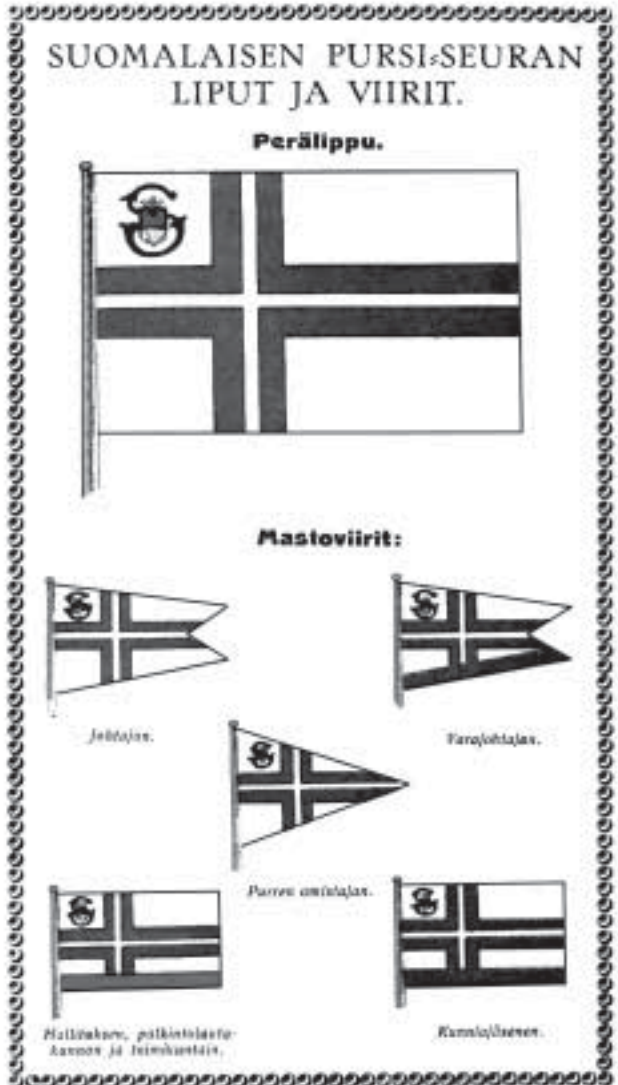 SUOMALAISEN PURSI-SEURAN
LIPUT JA VIIRIT.
Perälippu.
Mastoviirit:
Johtajan.
Varajohtajan.
Purren omistajan.
Hallituksen, palkintolauta-
kunnan ja toimikuntain.
Kunniajäsenen.